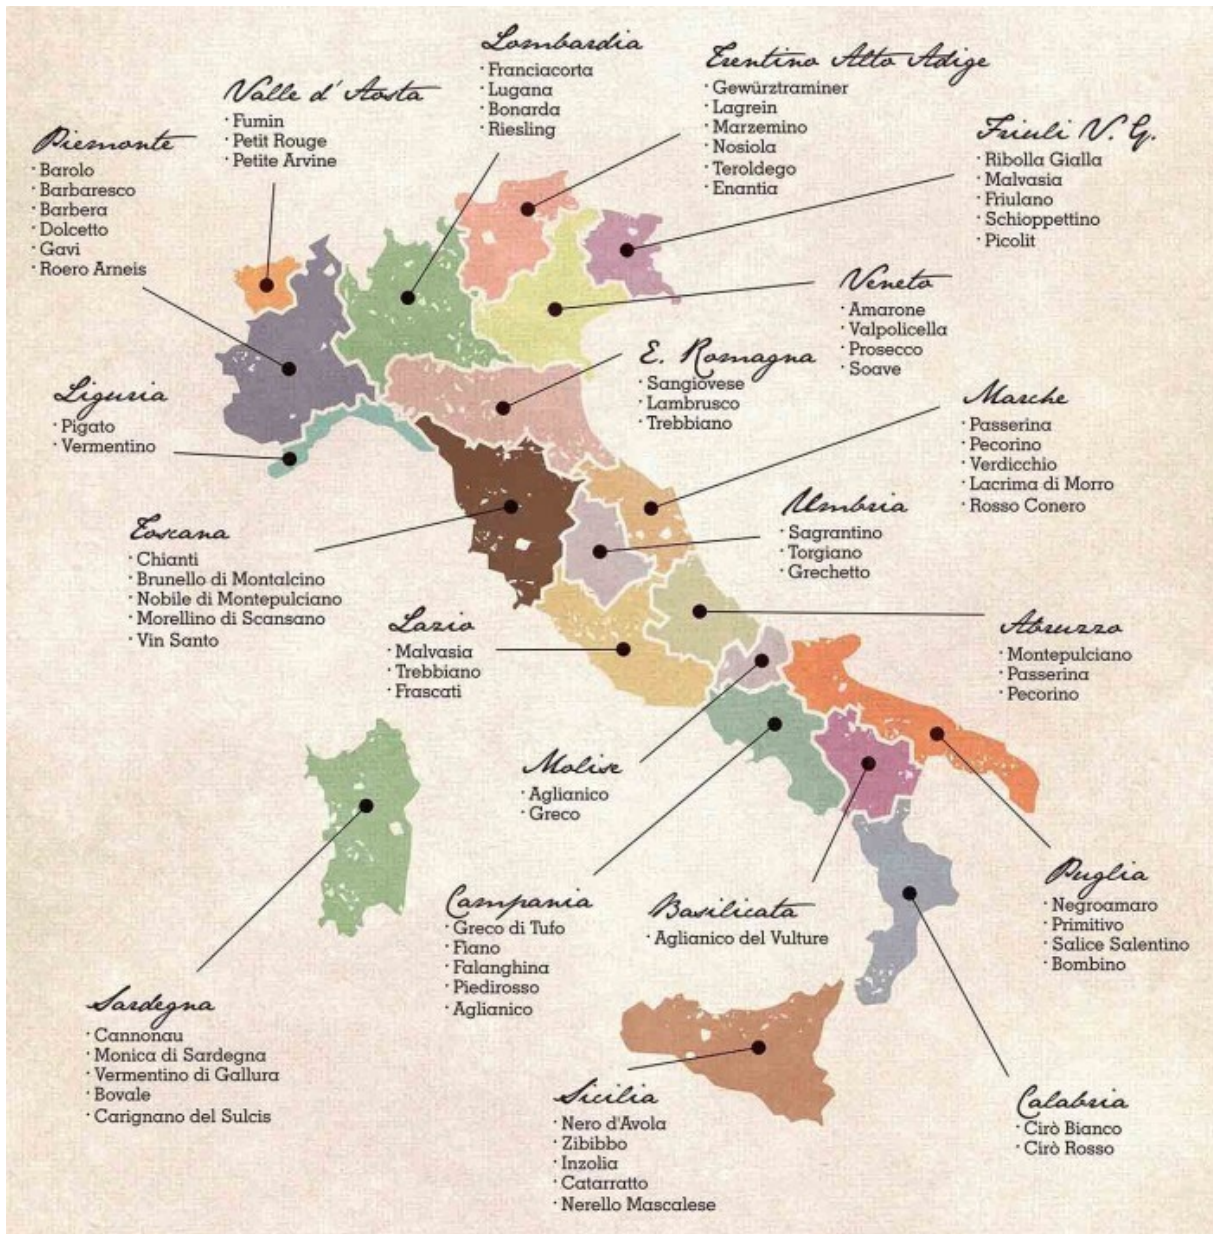 Lombardia
· Franciacorta
· Lugana
· Bonarda
· Riesling
Trentino Alto Adige
· Gewürztraminer
· Lagrein
· Marzemino
· Nosiola
· Teroldego
· Enantia
Valle d'Aosta
· Fumin
· Petit Rouge
· Petite Arvine
Friuli V. G.
· Ribolla Gialla
· Malvasia
· Friulano
· Schioppettino
· Picolit
Piemonte
· Barolo
· Barbaresco
· Barbera
· Dolcetto
· Gavi
· Roero Arneis
Veneto
· Amarone
· Valpolicella
· Prosecco
· Soave
E. Romagna
· Sangiovese
· Lambrusco
· Trebbiano
Liguria
· Pigato
· Vermentino
Marche
· Passerina
· Pecorino
· Verdicchio
· Lacrima di Morro
· Rosso Conero
Umbria
· Sagrantino
· Torgiano
· Grechetto
Toscana
· Chianti
· Brunello di Montalcino
· Nobile di Montepulciano
· Morellino di Scansano
· Vin Santo
Lazio
· Malvasia
· Trebbiano
· Frascati
Abruzzo
· Montepulciano
· Passerina
· Pecorino
Molise
· Aglianico
· Greco
Campania
· Greco di Tufo
· Fiano
· Falanghina
· Piedirosso
· Aglianico
Basilicata
· Aglianico del Vulture
Puglia
· Negroamaro
· Primitivo
· Salice Salentino
· Bombino
Sardegna
· Cannonau
· Monica di Sardegna
· Vermentino di Gallura
· Bovale
· Carignano del Sulcis
Sicilia
· Nero d'Avola
· Zibibbo
· Inzolia
· Catarratto
· Nerello Mascalese
Calabria
· Cirò Bianco
· Cirò Rosso